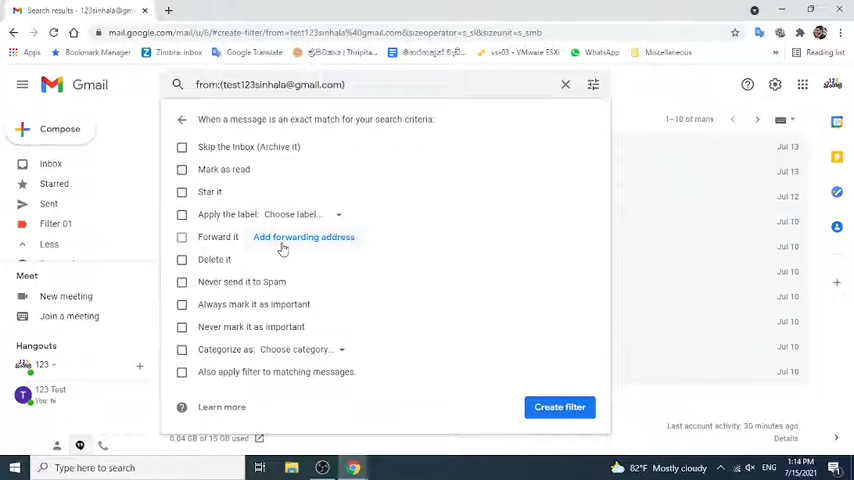 Search results - 123sinhala@gmail.com
mail.google.com/mail/u/6/#create-filter/from=test123sinhala%40gmail.com&sizeoperator=s_sl&sizeunit=s_smb
Apps Bookmark Manager Zimbra: inbox Google Translate vs-03 - VMware ESXi WhatsApp Miscellaneous Reading list
Gmail from:(test123sinhala@gmail.com)
Compose
Inbox
Starred
Sent
Filter 01
Less
Meet
New meeting
Join a meeting
Hangouts
123
123 Test
You: hi
When a message is an exact match for your search criteria:
Skip the Inbox (Archive it)
Mark as read
Star it
Apply the label: Choose label...
Forward it Add forwarding address
Delete it
Never send it to Spam
Always mark it as important
Never mark it as important
Categorize as: Choose category...
Also apply filter to matching messages.
Learn more Create filter
1–10 of many
Jul 13
Jul 13
Jul 12
Jul 10
Jul 10
Jul 10
Jul 10
Jul 10
Jul 10
Jul 10
0.04 GB of 15 GB used
Last account activity: 30 minutes ago
Details
Type here to search
82°F Mostly cloudy ENG
1:14 PM
7/15/2021